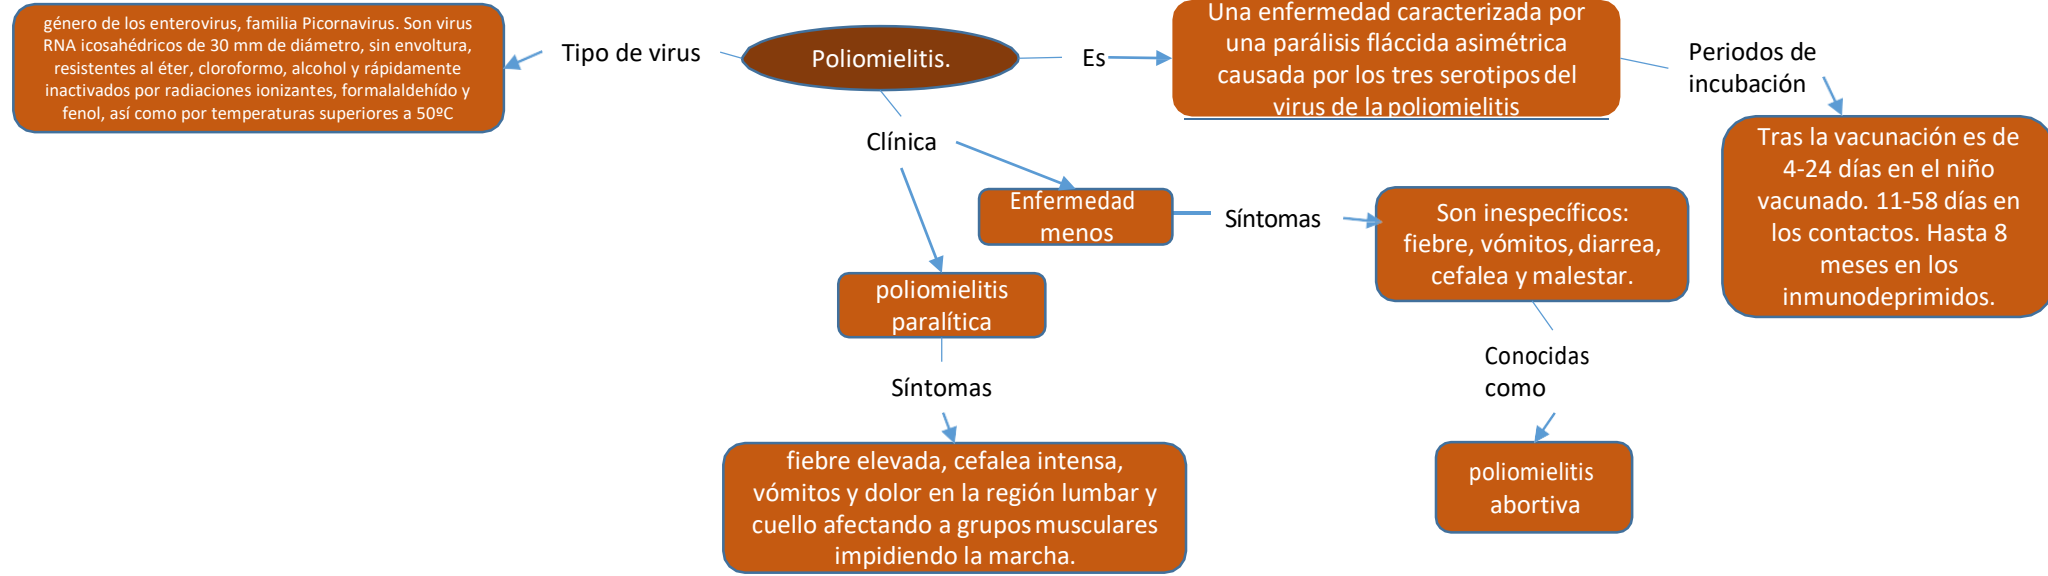 género de los enterovirus, familia Picornavirus. Son virus
RNA icosahédricos de 30 mm de diámetro, sin envoltura,
resistentes al éter, cloroformo, alcohol y rápidamente
inactivados por radiaciones ionizantes, formalaldehído y
fenol, así como por temperaturas superiores a 50ºC
Tipo de virus
Poliomielitis.
Es
Una enfermedad caracterizada por
una parálisis fláccida asimétrica
causada por los tres serotipos del
virus de la poliomielitis
Periodos de
incubación
Tras la vacunación es de
4-24 días en el niño
vacunado. 11-58 días en
los contactos. Hasta 8
meses en los
inmunodeprimidos.
Clínica
Enfermedad
menos
Síntomas
Son inespecíficos:
fiebre, vómitos, diarrea,
cefalea y malestar.
poliomielitis
paralítica
Conocidas
como
Síntomas
poliomielitis
abortiva
fiebre elevada, cefalea intensa,
vómitos y dolor en la región lumbar y
cuello afectando a grupos musculares
impidiendo la marcha.